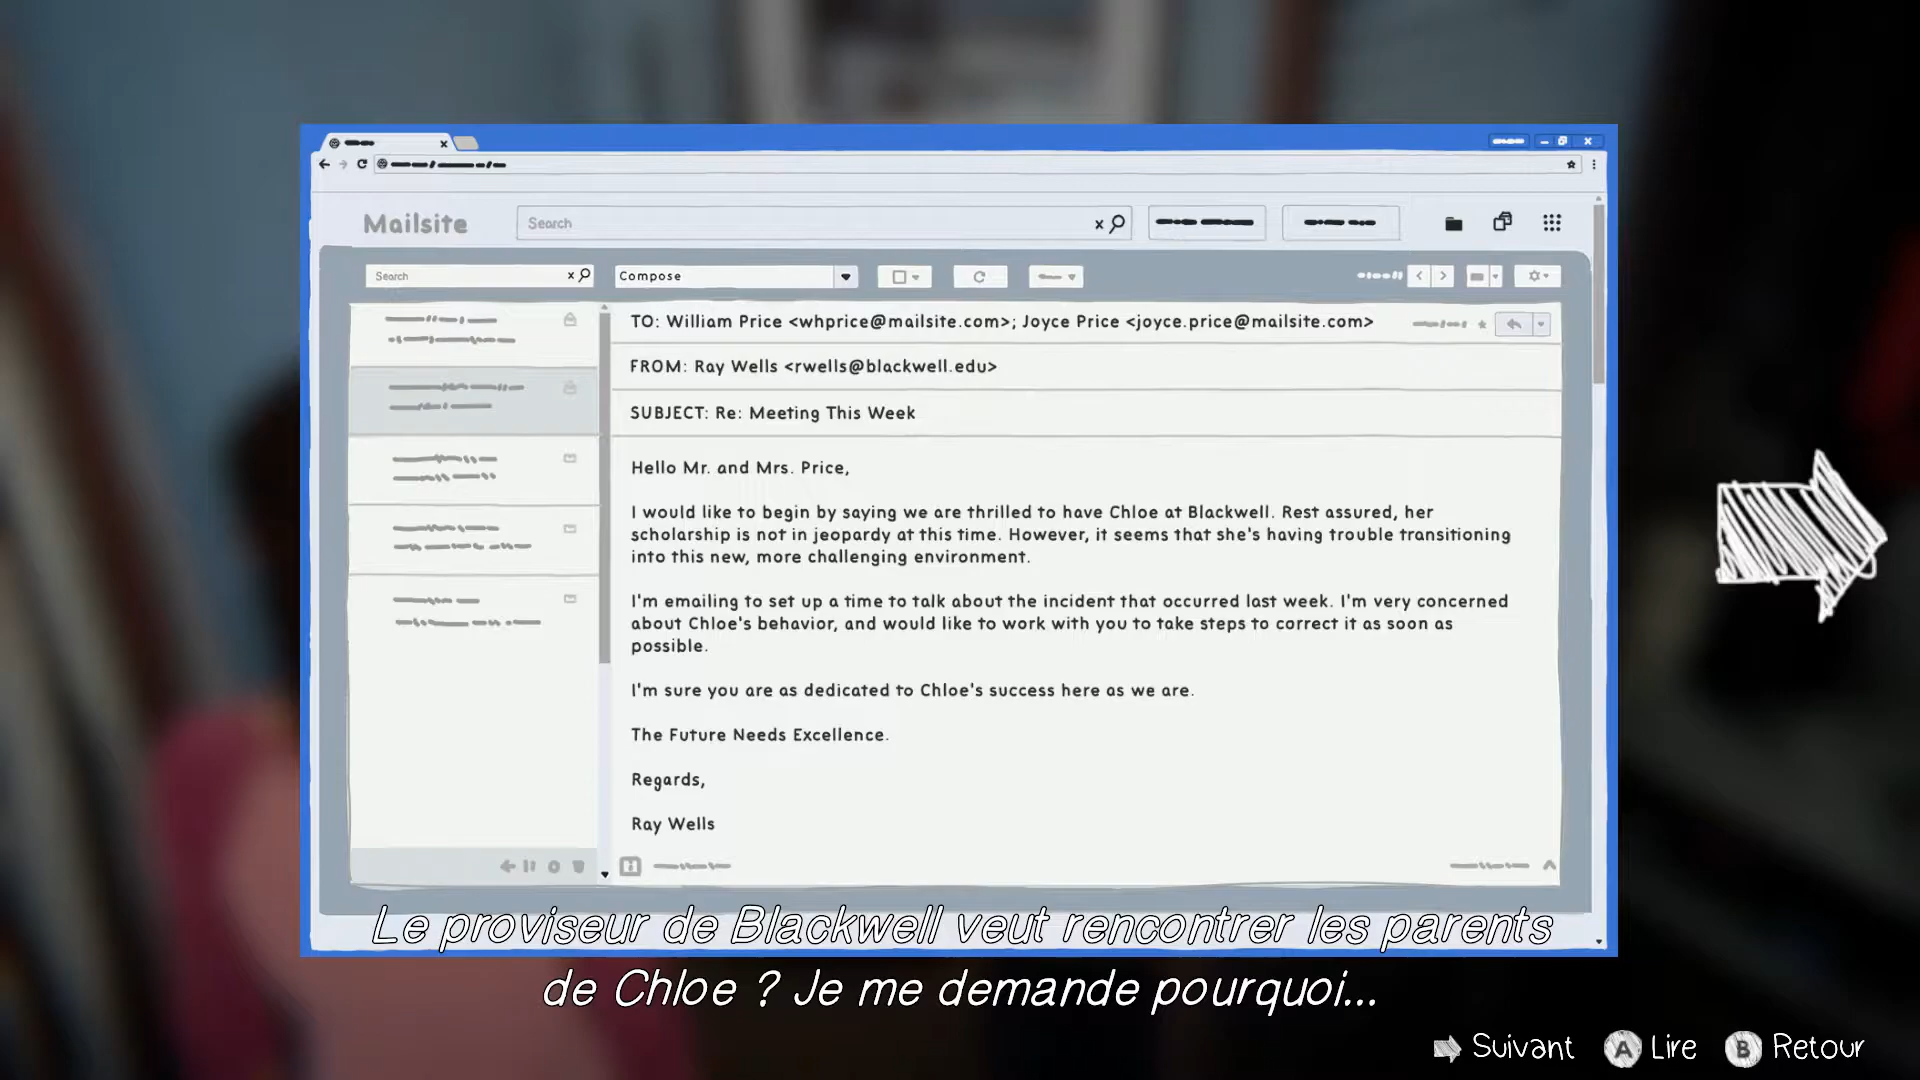 Mailsite
Search
Search
Compose
TO: William Price <whprice@mailsite.com>; Joyce Price <joyce.price@mailsite.com>
FROM: Ray Wells <rwells@blackwell.edu>
SUBJECT: Re: Meeting This Week
Hello Mr. and Mrs. Price,
I would like to begin by saying we are thrilled to have Chloe at Blackwell. Rest assured, her
scholarship is not in jeopardy at this time. However, it seems that she's having trouble transitioning
into this new, more challenging environment.
I'm emailing to set up a time to talk about the incident that occurred last week. I'm very concerned
about Chloe's behavior, and would like to work with you to take steps to correct it as soon as
possible.
I'm sure you are as dedicated to Chloe's success here as we are.
The Future Needs Excellence.
Regards,
Ray Wells
Le proviseur de Blackwell veut rencontrer les parents
de Chloe ? Je me demande pourquoi...
Suivant A Lire B Retour